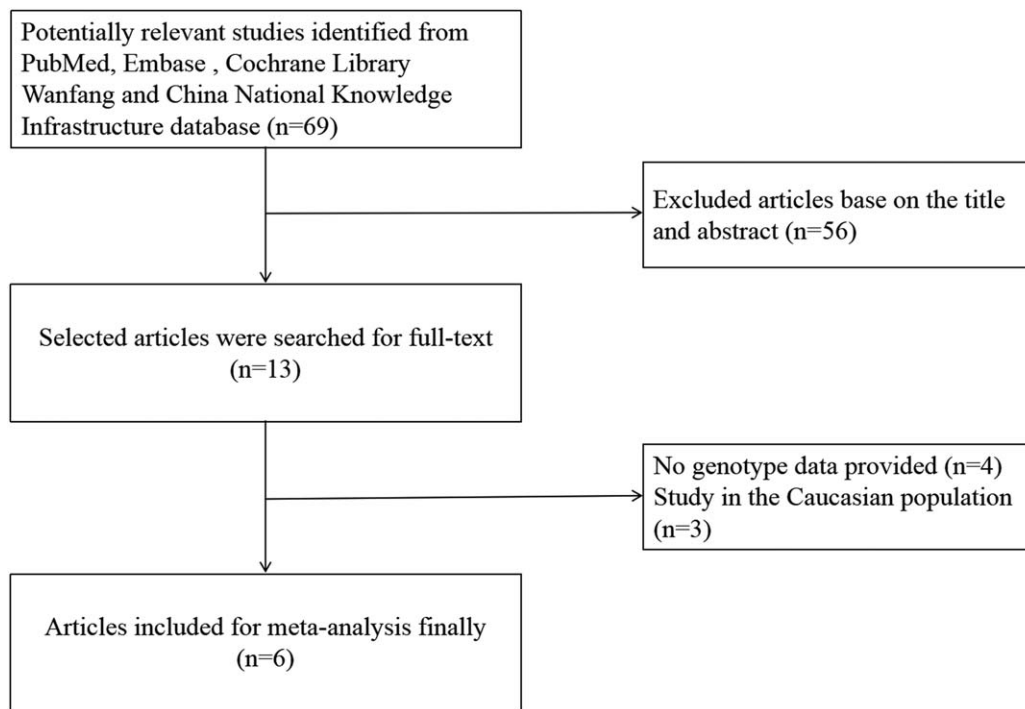 Potentially relevant studies identified from
PubMed, Embase , Cochrane Library
Wanfang and China National Knowledge
Infrastructure database (n=69)
Excluded articles base on the title
and abstract (n=56)
Selected articles were searched for full-text
(n=13)
No genotype data provided (n=4)
Study in the Caucasian population
(n=3)
Articles included for meta-analysis finally
(n=6)